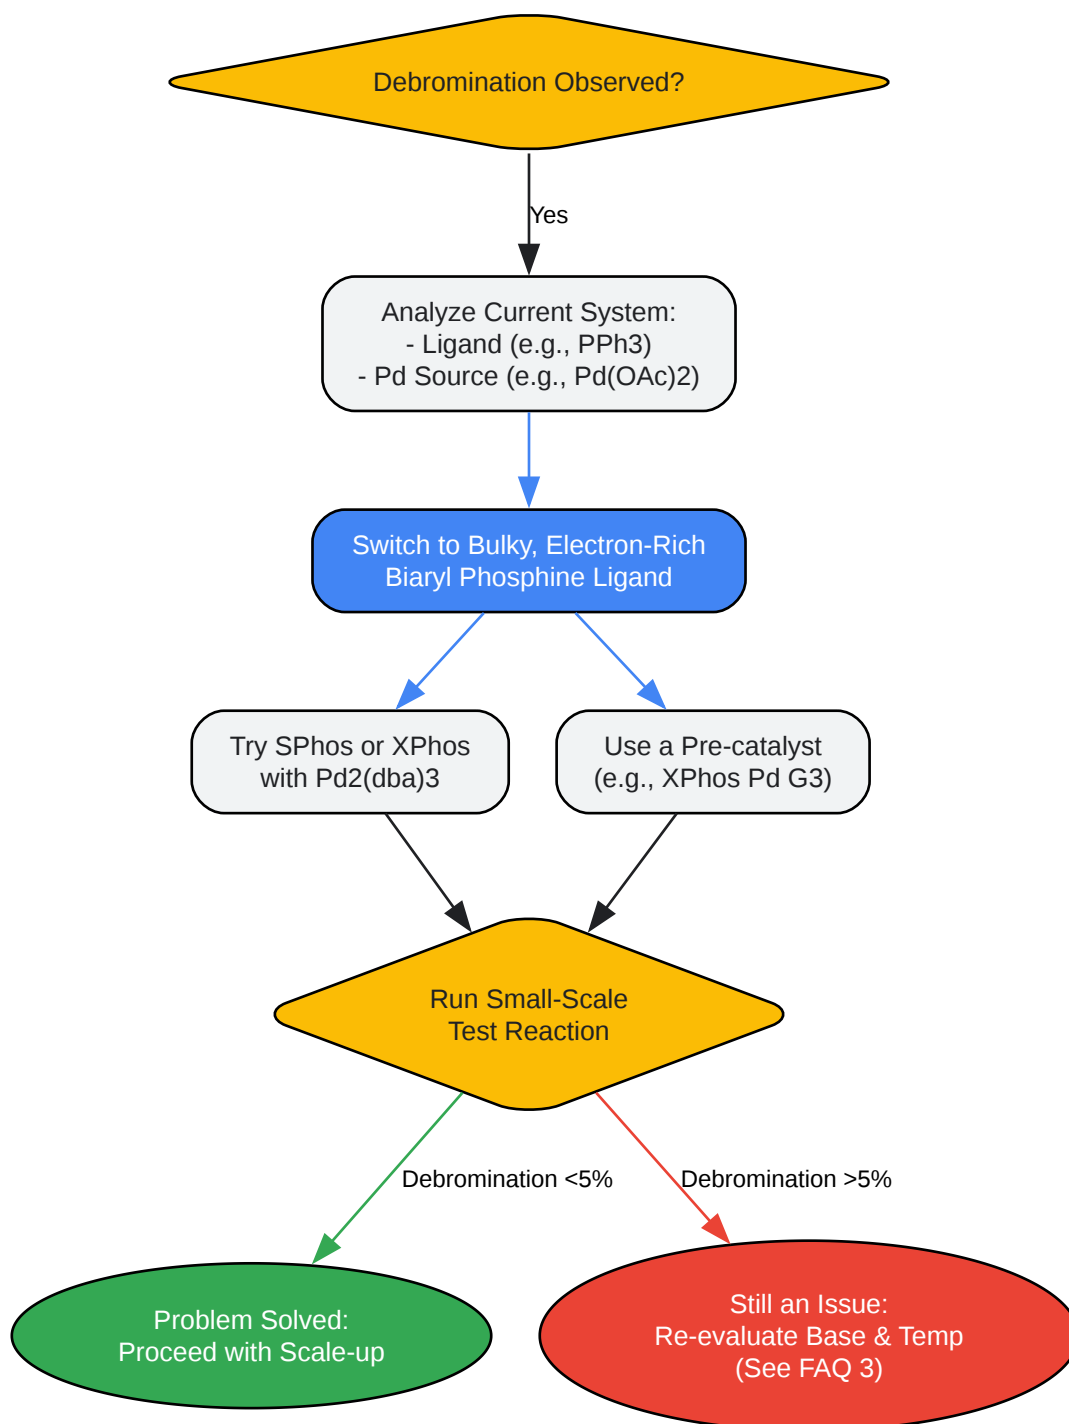 Debromination Observed?
Yes
Analyze Current System:
- Ligand (e.g., PPh3)
- Pd Source (e.g., Pd(OAc)2)
Switch to Bulky, Electron-Rich
Biaryl Phosphine Ligand
Try SPhos or XPhos
with Pd2(dba)3
Use a Pre-catalyst
(e.g., XPhos Pd G3)
Run Small-Scale
Test Reaction
Debromination <5%
Debromination >5%
Problem Solved:
Proceed with Scale-up
Still an Issue:
Re-evaluate Base & Temp
(See FAQ 3)